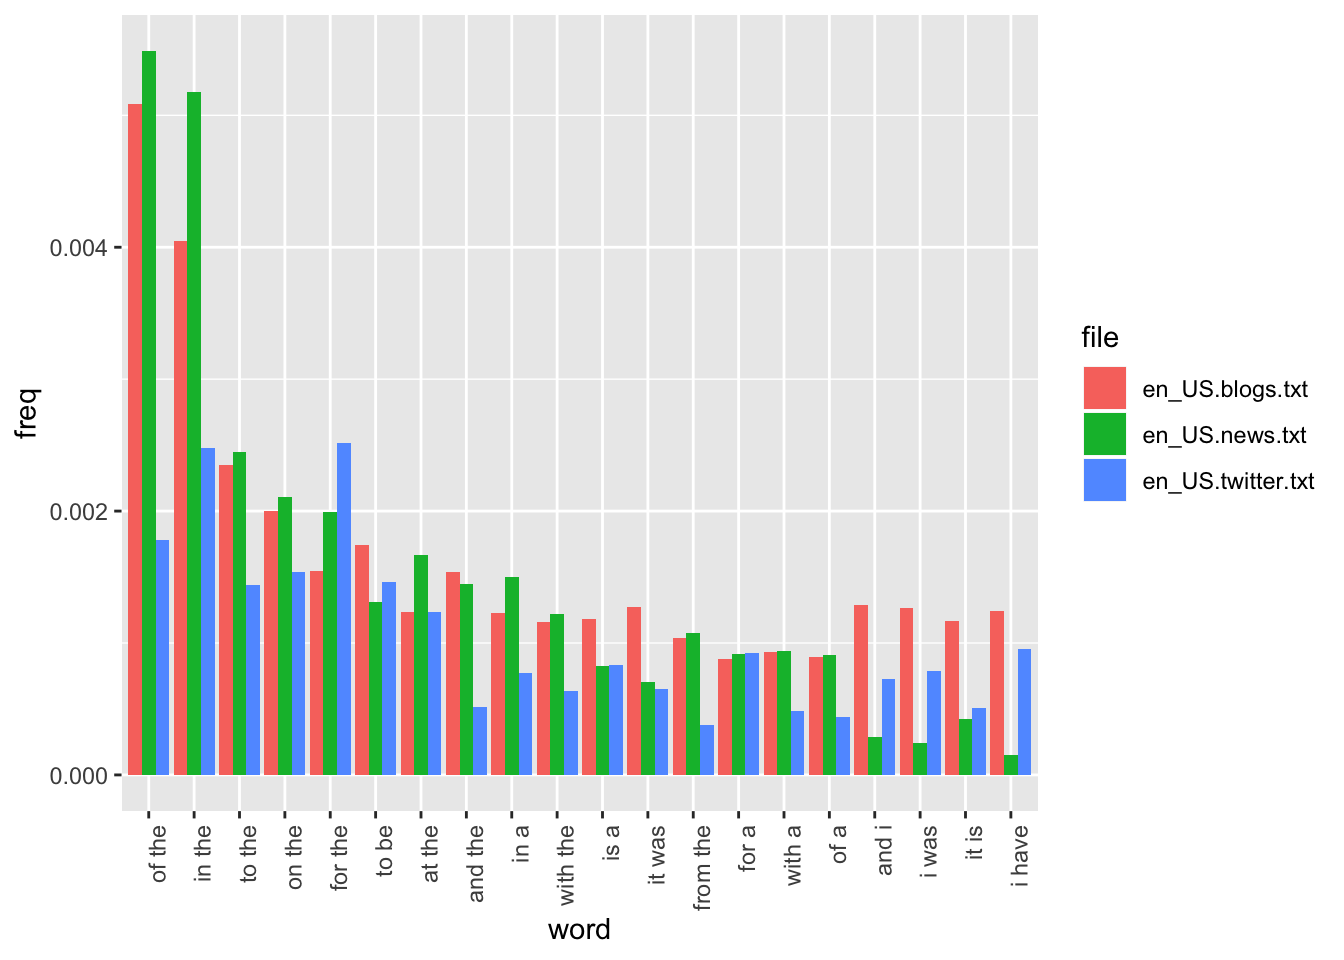 freq
0.004
0.002
0.000
of the
in the
to the
on the
for the
to be
at the
and the
in a
with the
is a
it was
from the
for a
with a
of a
and i
i was
it is
i have
word
file
en_US.blogs.txt
en_US.news.txt
en_US.twitter.txt